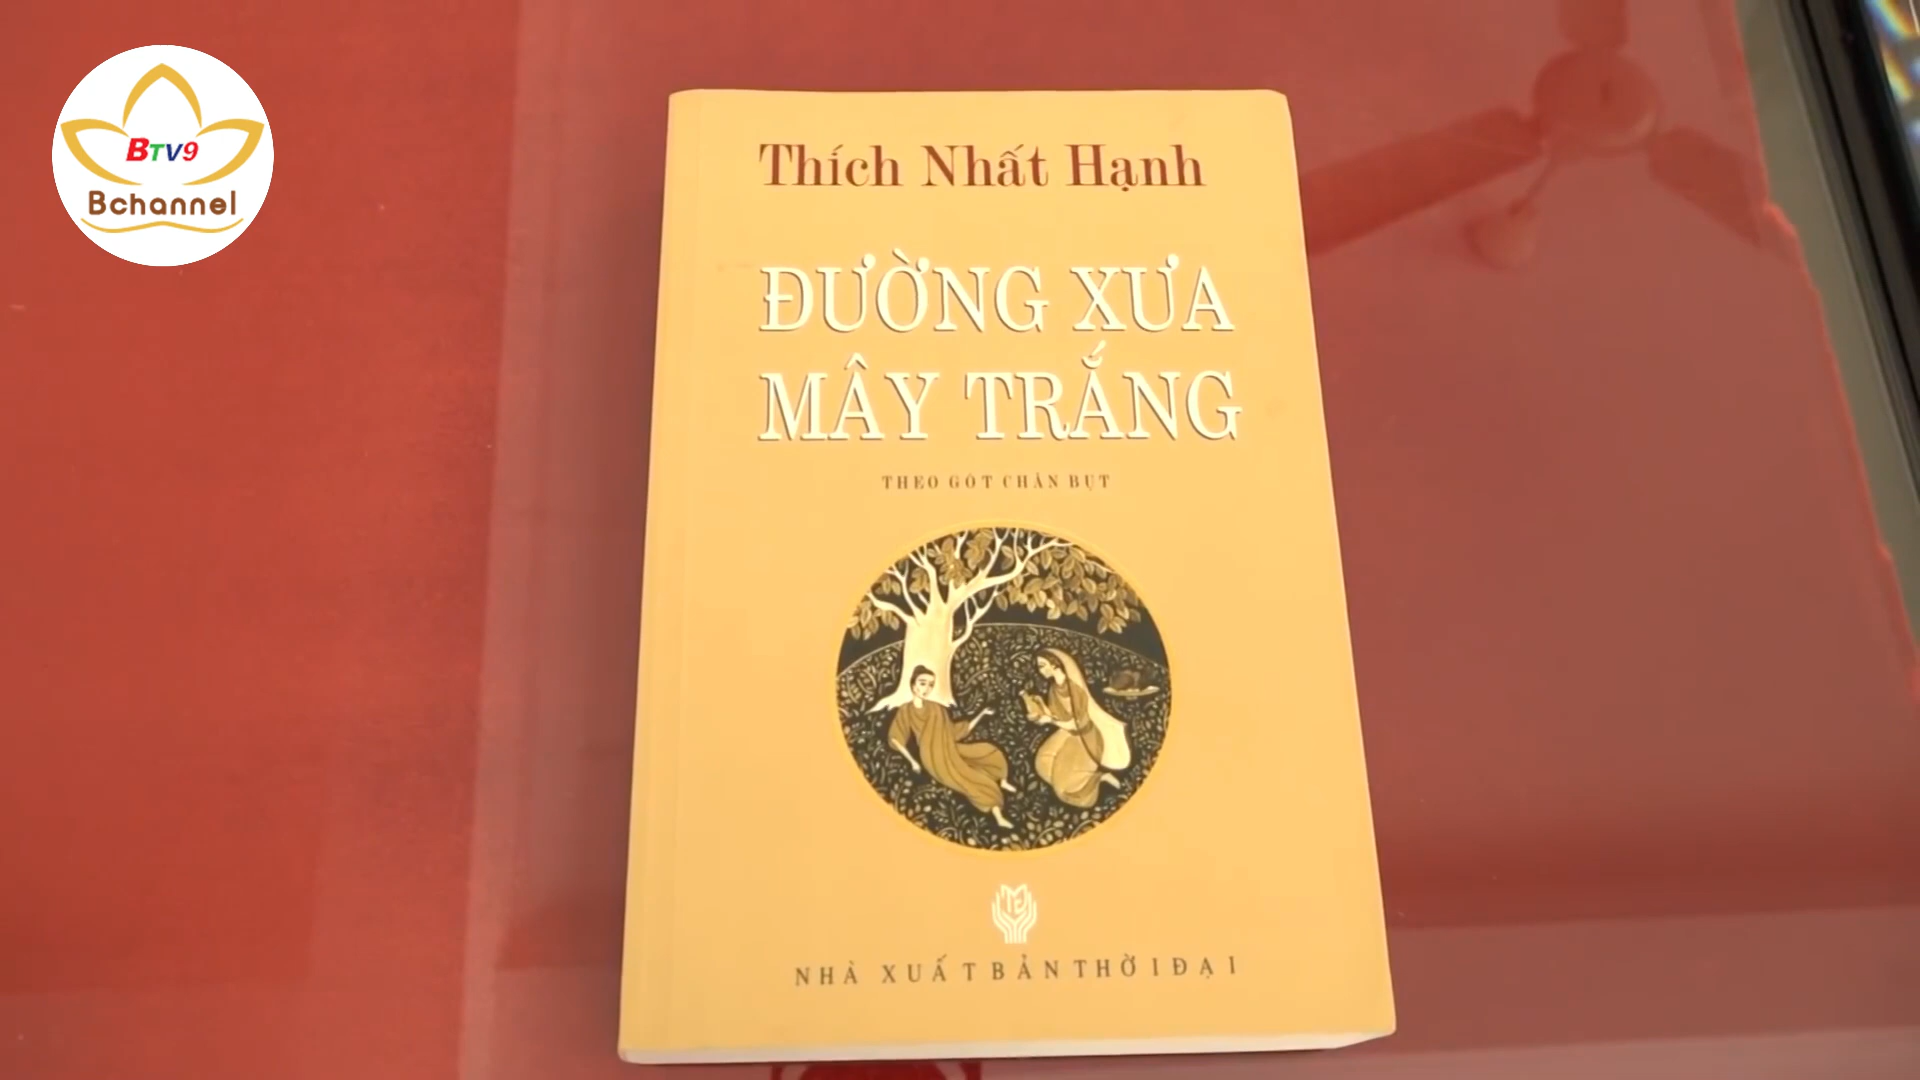 BTV9
Bchannel
Thích Nhất Hạnh
ĐƯỜNG XƯA
MÂY TRẮNG
THEO GÓT CHÂN BỤT
NHÀ XUẤT BẢN THỜI ĐẠI